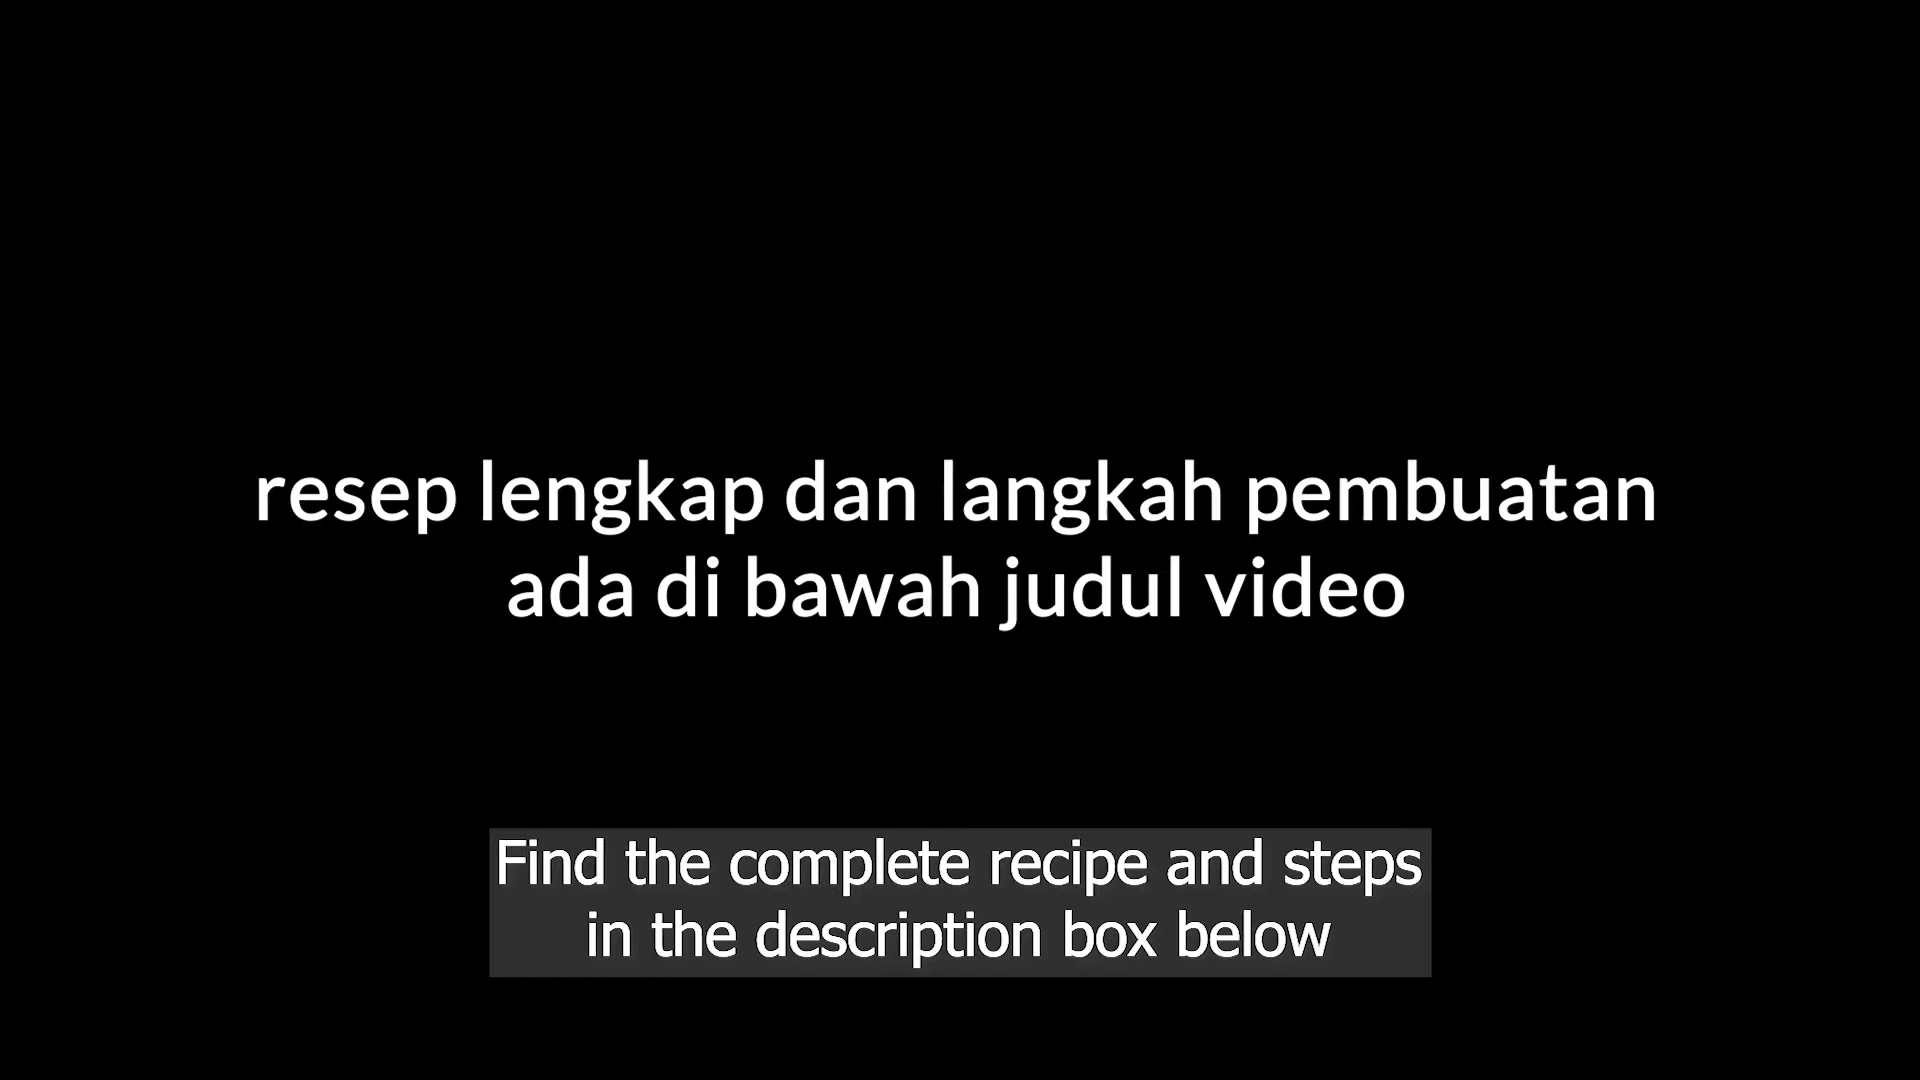 resep lengkap dan langkah pembuatan
ada di bawah judul video
Find the complete recipe and steps
in the description box below